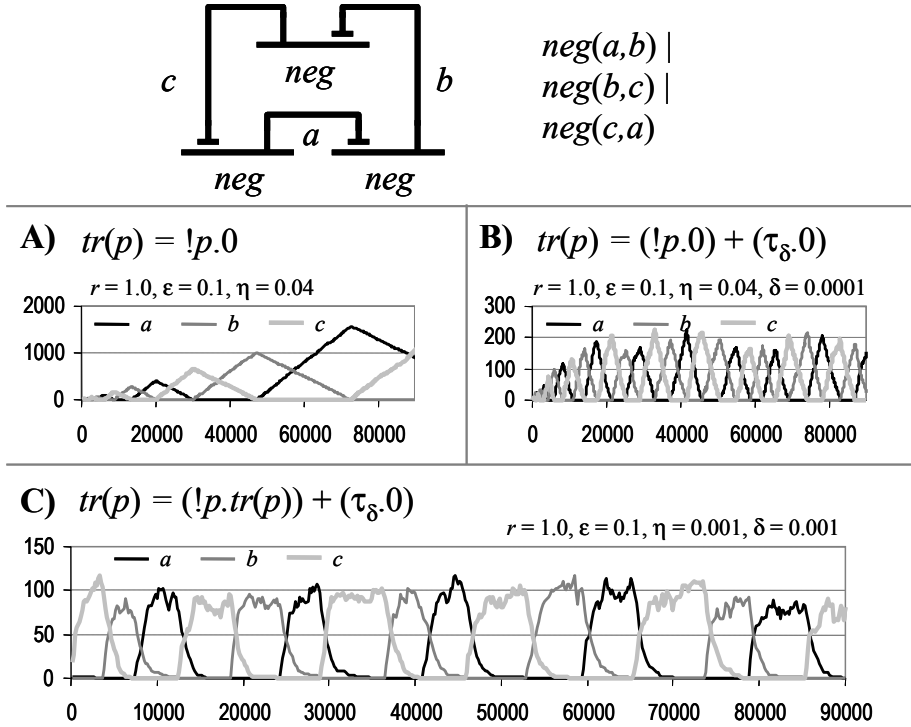 c
neg
b
a
neg
neg
neg(a,b) |
neg(b,c) |
neg(c,a)
A) tr(p) = !p.0
r = 1.0, ε = 0.1, η = 0.04
2000
1000
0
a b c
0 20000 40000 60000 80000
B) tr(p) = (!p.0) + (τδ.0)
r = 1.0, ε = 0.1, η = 0.04, δ = 0.0001
300
200
100
0
a b c
0 20000 40000 60000 80000
C) tr(p) = (!p.tr(p)) + (τδ.0)
r = 1.0, ε = 0.1, η = 0.001, δ = 0.001
150
100
50
0
a b c
0 10000 20000 30000 40000 50000 60000 70000 80000 90000